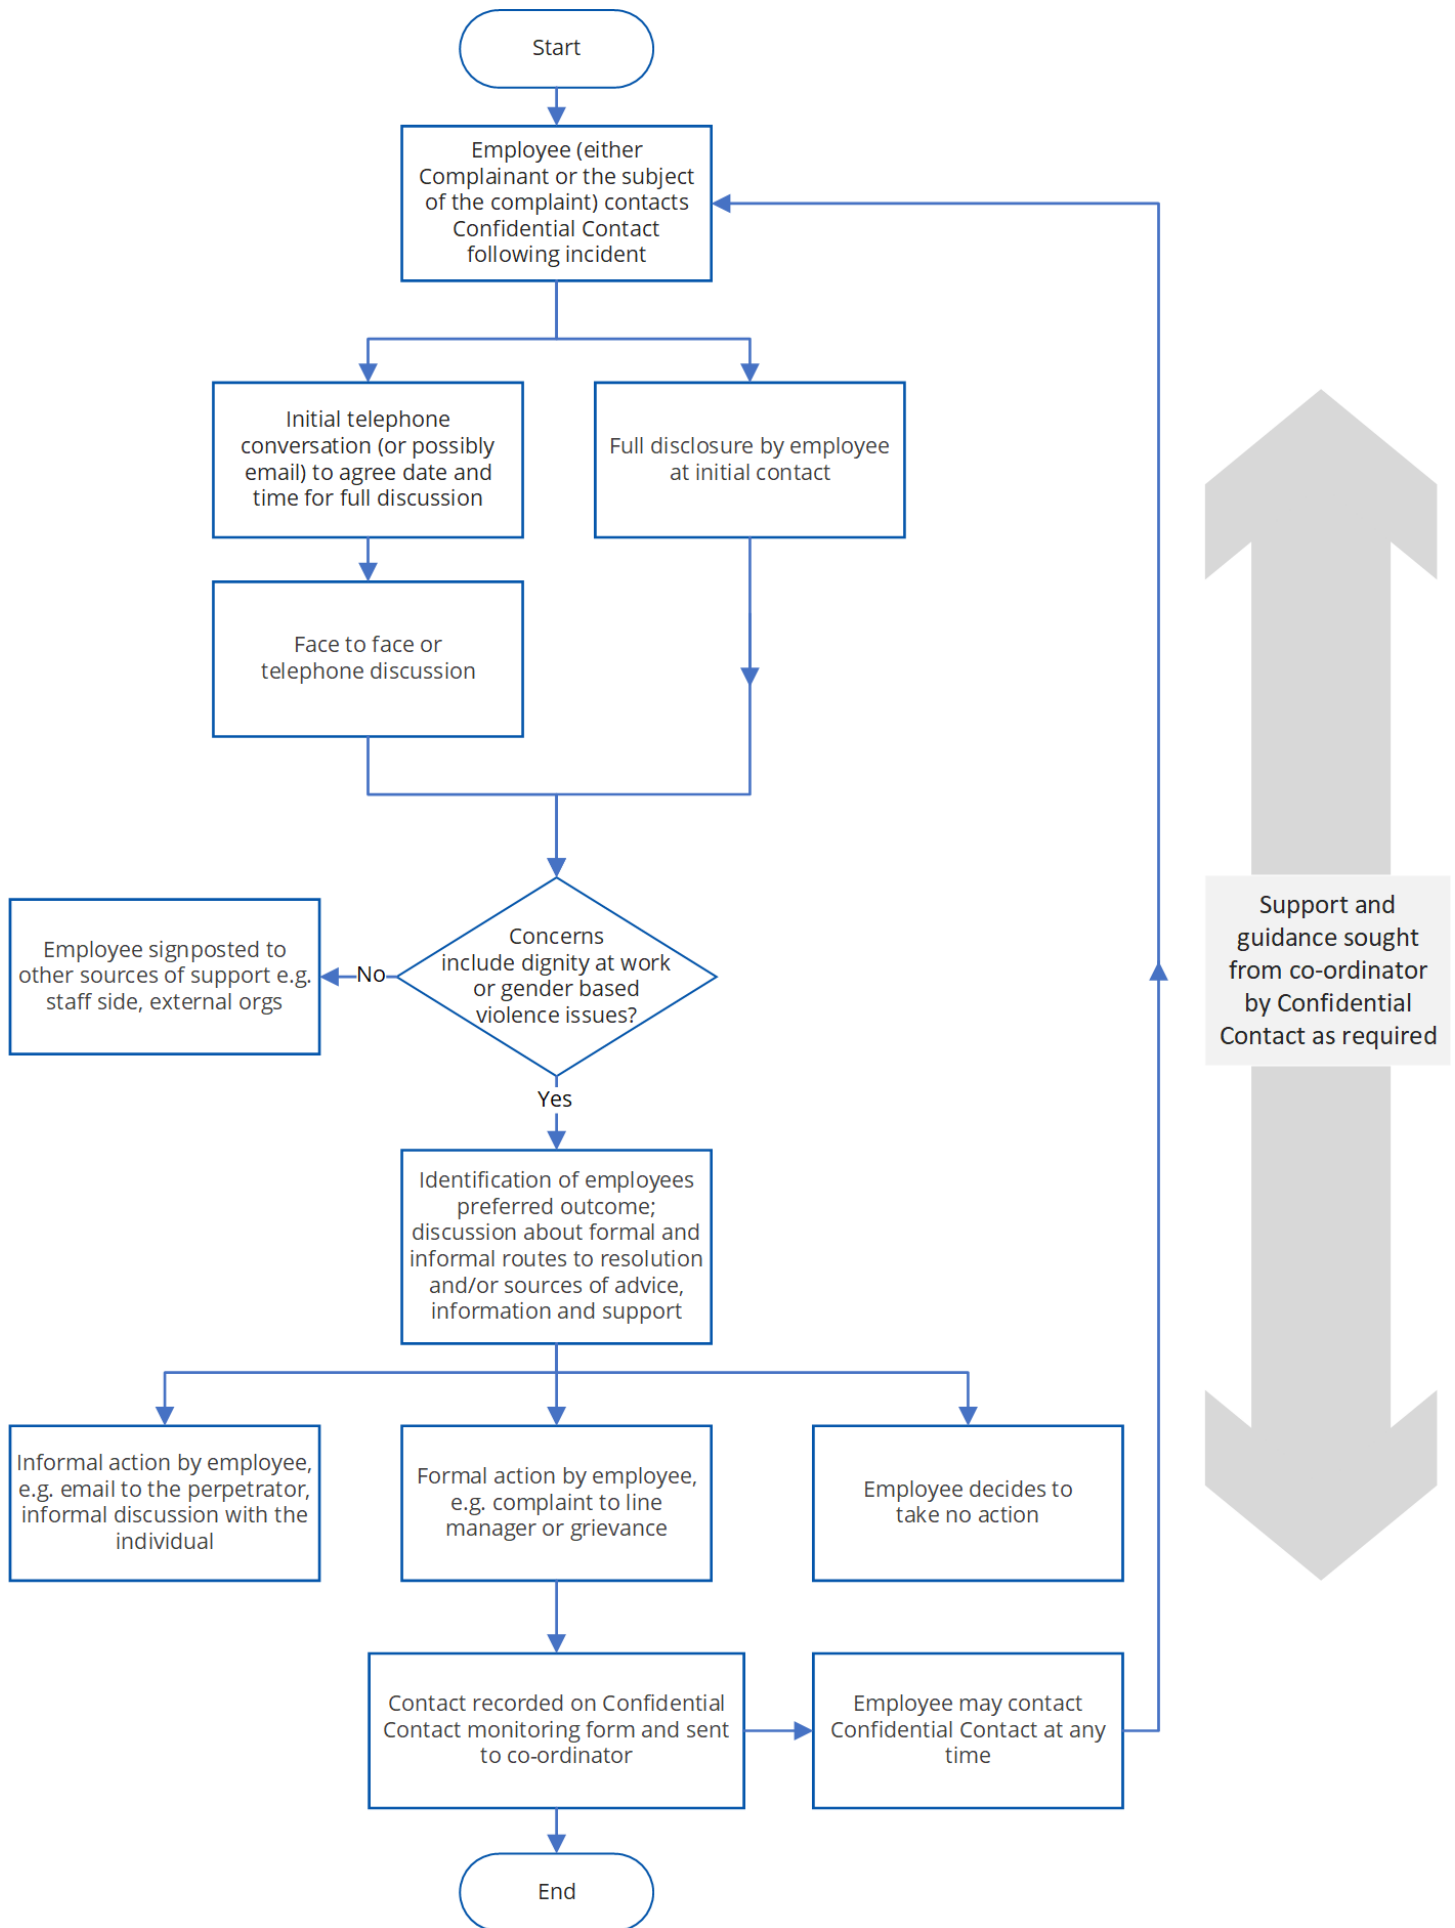 Start
Employee (either
Complainant or the subject
of the complaint) contacts
Confidential Contact
following incident
Initial telephone
conversation (or possibly
email) to agree date and
time for full discussion
Full disclosure by employee
at initial contact
Face to face or
telephone discussion
Concerns
include dignity at work
or gender based
violence issues?
No
Employee signposted to
other sources of support e.g.
staff side, external orgs
Support and
guidance sought
from co-ordinator
by Confidential
Contact as required
Yes
Identification of employees
preferred outcome;
discussion about formal and
informal routes to resolution
and/or sources of advice,
information and support
Informal action by employee,
e.g. email to the perpetrator,
informal discussion with the
individual
Formal action by employee,
e.g. complaint to line
manager or grievance
Employee decides to
take no action
Contact recorded on Confidential
Contact monitoring form and sent
to co-ordinator
Employee may contact
Confidential Contact at any
time
End